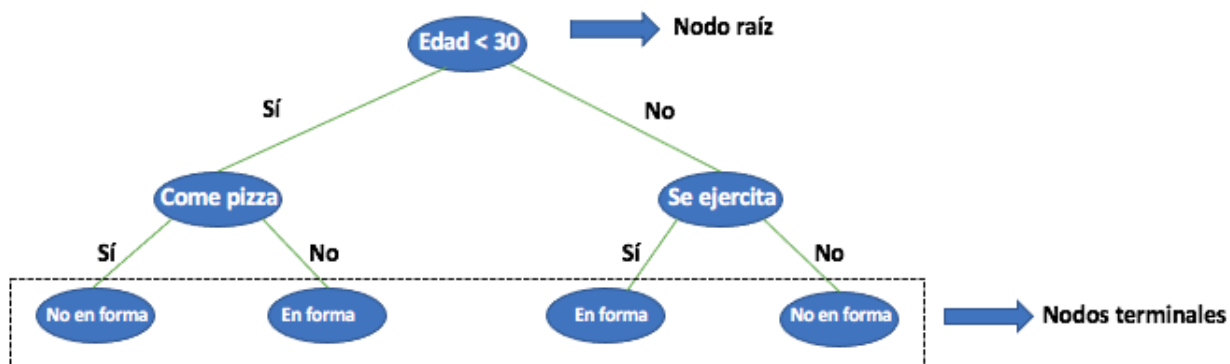 Edad < 30
Nodo raíz
Sí
No
Come pizza
Se ejercita
Sí
No
Sí
No
No en forma
En forma
En forma
No en forma
Nodos terminales